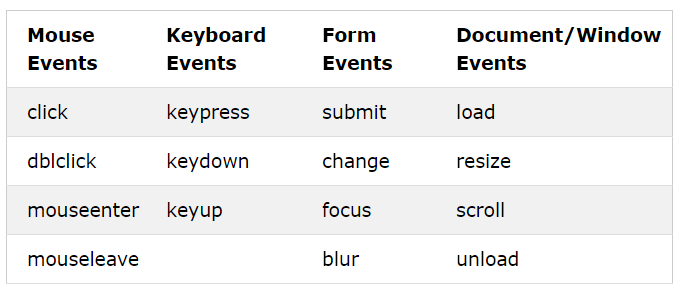 Mouse Events Keyboard Events Form Events Document/Window Events
click keypress submit load
dblclick keydown change resize
mouseenter keyup focus scroll
mouseleave blur unload